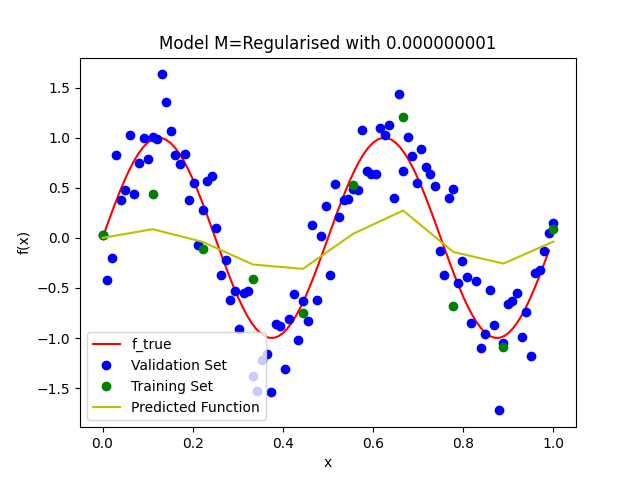 Model M=Regularised with 0.000000001
f(x)
1.5
1.0
0.5
0.0
−0.5
−1.0
−1.5
f_true
Validation Set
Training Set
Predicted Function
0.0 0.2 0.4 0.6 0.8 1.0
x